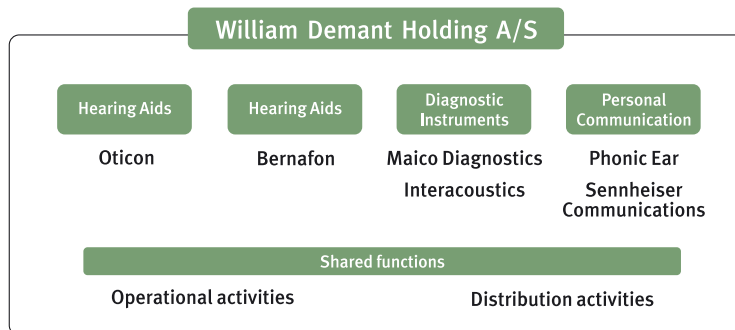 William Demant Holding A/S
Hearing Aids
Hearing Aids
Diagnostic
Instruments
Personal
Communication
Oticon
Bernafon
Maico Diagnostics
Phonic Ear
Interacoustics
Sennheiser
Communications
Shared functions
Operational activities
Distribution activities